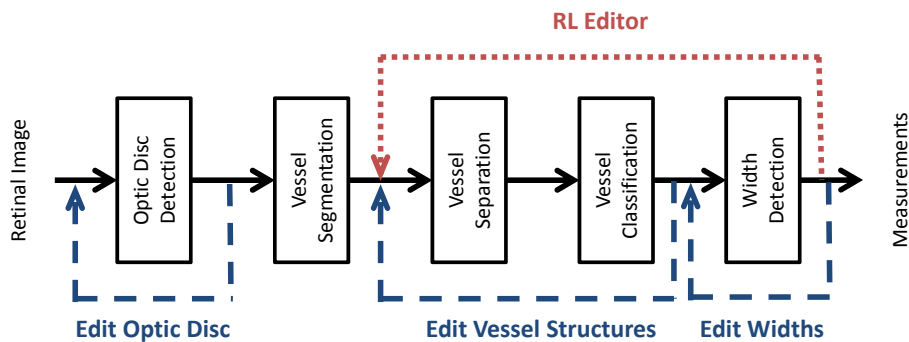 RL Editor
Retinal Image
Optic Disc
Detection
Vessel
Segmentation
Vessel
Separation
Vessel
Classification
Width
Detection
Measurements
Edit Optic Disc
Edit Vessel Structures
Edit Widths